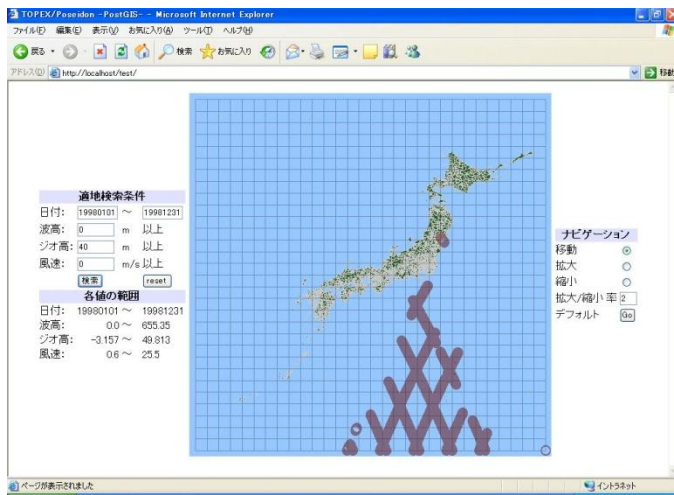 TOPEX/Poseidon -PostGIS- - Microsoft Internet Explorer
ファイル(F) 編集(E) 表示(V) お気に入り(A) ツール(T) ヘルプ(H)
戻る 検索 お気に入り
アドレス(D) http://localhost/test/ 移動
適地検索条件
日付: 19980101 ～ 19981231
波高: 0 m 以上
ジオ高: 40 m 以上
風速: 0 m/s 以上
検索 reset
各値の範囲
日付: 19980101 ～ 19981231
波高: 0.0 ～ 655.35
ジオ高: -3.157 ～ 49.813
風速: 0.6 ～ 25.5
ナビゲーション
移動
拡大
縮小
拡大/縮小 率 2
デフォルト Go
ページが表示されました イントラネット